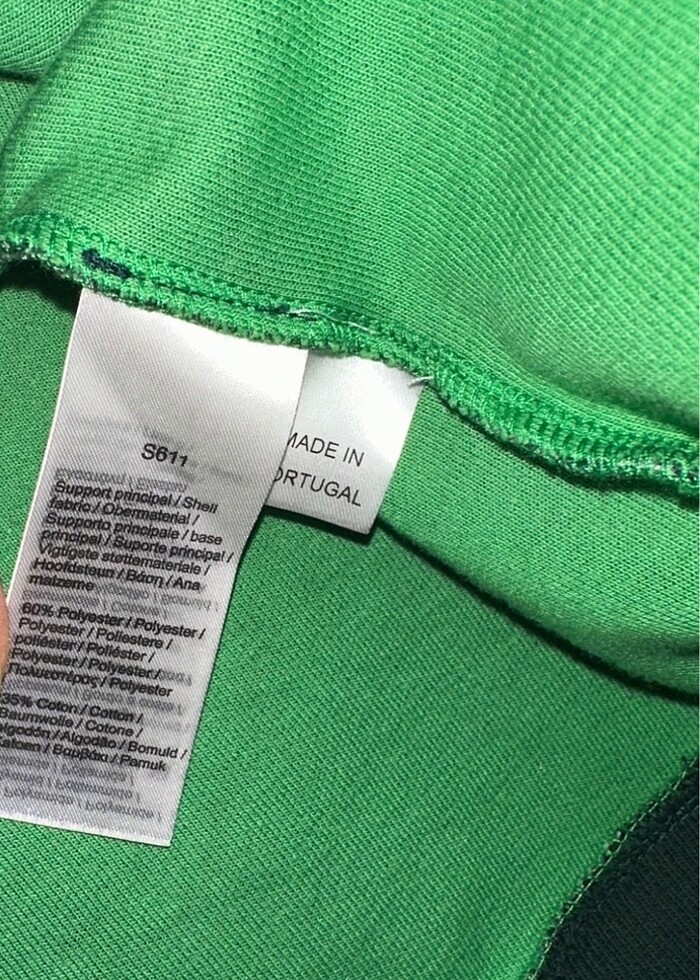 S611
Support principal / Shell
fabric / Obermaterial /
Supporto principale / base
principal / Suporte principal /
Vigtigste støttemateriale /
Hoofdsteun / Βάση / Ana
malzeme
60% Polyester / Polyester /
Polyester / Poliestere /
poliéster / Poliéster /
Polyester / Polyester /
Πολυεστέρας / Polyester
35% Coton / Cotton /
Baumwolle / Cotone /
algodón / Algodão / Bomuld /
Katoen / Βαμβάκι / Pamuk
MADE IN
PORTUGAL